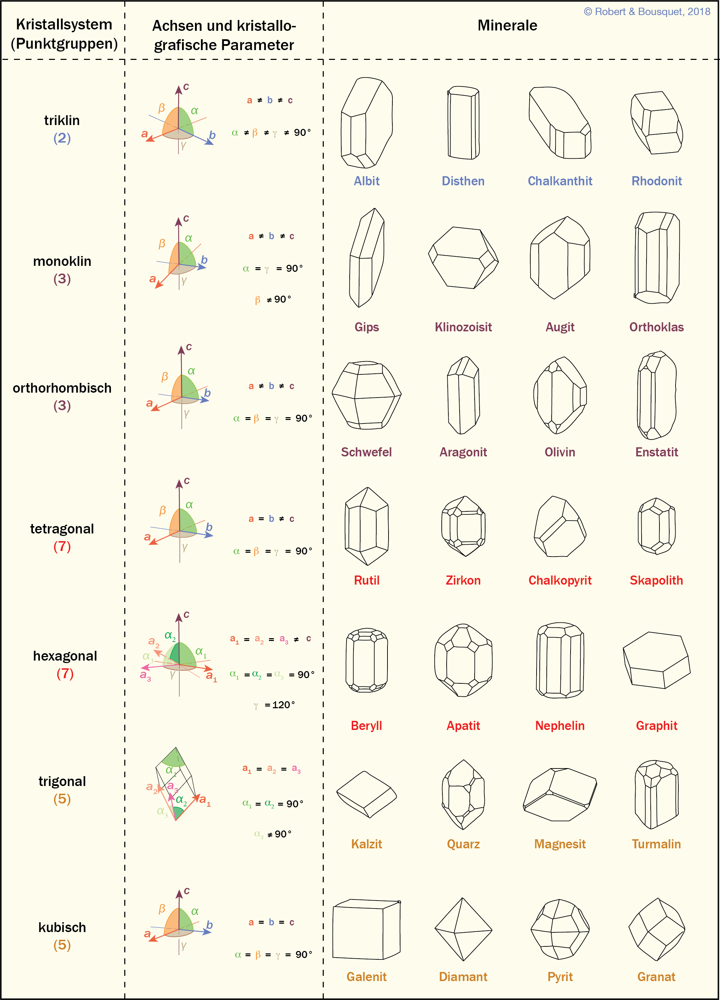 © Robert & Bousquet, 2018
Kristallsystem
(Punktgruppen)
Achsen und kristallo-
grafische Parameter
Minerale
triklin
(2)
c
β
α
a
b
γ
a ≠ b ≠ c
α ≠ β ≠ γ ≠ 90°
Albit
Disthen
Chalkanthit
Rhodonit
monoklin
(3)
c
β
α
b
a
γ
a ≠ b ≠ c
α = γ = 90°
β ≠ 90°
Gips
Klinozoisit
Augit
Orthoklas
orthorhombisch
(3)
c
β
α
b
a
γ
a ≠ b ≠ c
α = β = γ = 90°
Schwefel
Aragonit
Olivin
Enstatit
tetragonal
(7)
c
β
α
b
a
γ
a = b ≠ c
α = β = γ = 90°
Rutil
Zirkon
Chalkopyrit
Skapolith
hexagonal
(7)
c
α2
a2
α1
α3
a3
γ
a1
a1 = a2 = a3 ≠ c
α1 = α2 = α3 = 90°
γ = 120°
Beryll
Apatit
Nephelin
Graphit
trigonal
(5)
α1
a2
a3
α2
a1
α3
a1 = a2 = a3
α1 = α2 = 90°
α3 ≠ 90°
Kalzit
Quarz
Magnesit
Turmalin
kubisch
(5)
c
β
α
b
a
γ
a = b = c
α = β = γ = 90°
Galenit
Diamant
Pyrit
Granat